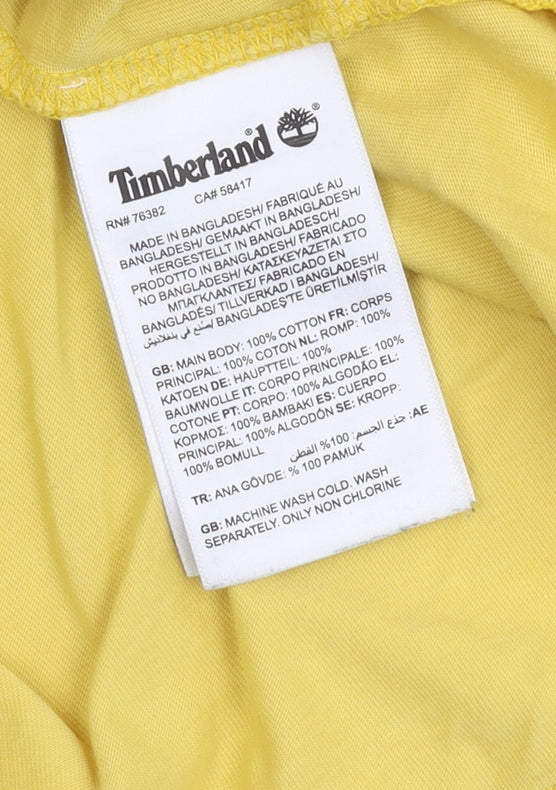 Timberland®
RN# 76382 CA# 58417
MADE IN BANGLADESH/ FABRIQUÉ AU
BANGLADESH/ GEMAAKT IN BANGLADESH/
HERGESTELLT IN BANGLADESCH/
PRODOTTO IN BANGLADESH/ FABRICADO
NO BANGLADESH/ ΚΑΤΑΣΚΕΥΑΖΕΤΑΙ ΣΤΟ
ΜΠΑΓΚΛΑΝΤΕΣ/ FABRICADO EN
BANGLADÉS/ TILLVERKAD I BANGLADESH/
صنع في بنغلاديش/ BANGLADEŞ'TE ÜRETİLMİŞTİR
GB: MAIN BODY: 100% COTTON FR: CORPS
PRINCIPAL: 100% COTON NL: ROMP: 100%
KATOEN DE: HAUPTTEIL: 100%
BAUMWOLLE IT: CORPO PRINCIPALE: 100%
COTONE PT: CORPO: 100% ALGODÃO EL:
ΚΟΡΜΟΣ: 100% ΒΑΜΒΑΚΙ ES: CUERPO
PRINCIPAL: 100% ALGODÓN SE: KROPP:
100% BOMULL AE: جذع الجسم: 100% القطن
TR: ANA GÖVDE: % 100 PAMUK
GB: MACHINE WASH COLD. WASH
SEPARATELY. ONLY NON CHLORINE